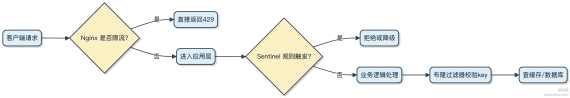 客户端请求
Nginx 是否限流?
是
直接返回429
否
进入应用层
Sentinel 规则触发?
是
拒绝或降级
否
业务逻辑处理
布隆过滤器校验key
查缓存/数据库